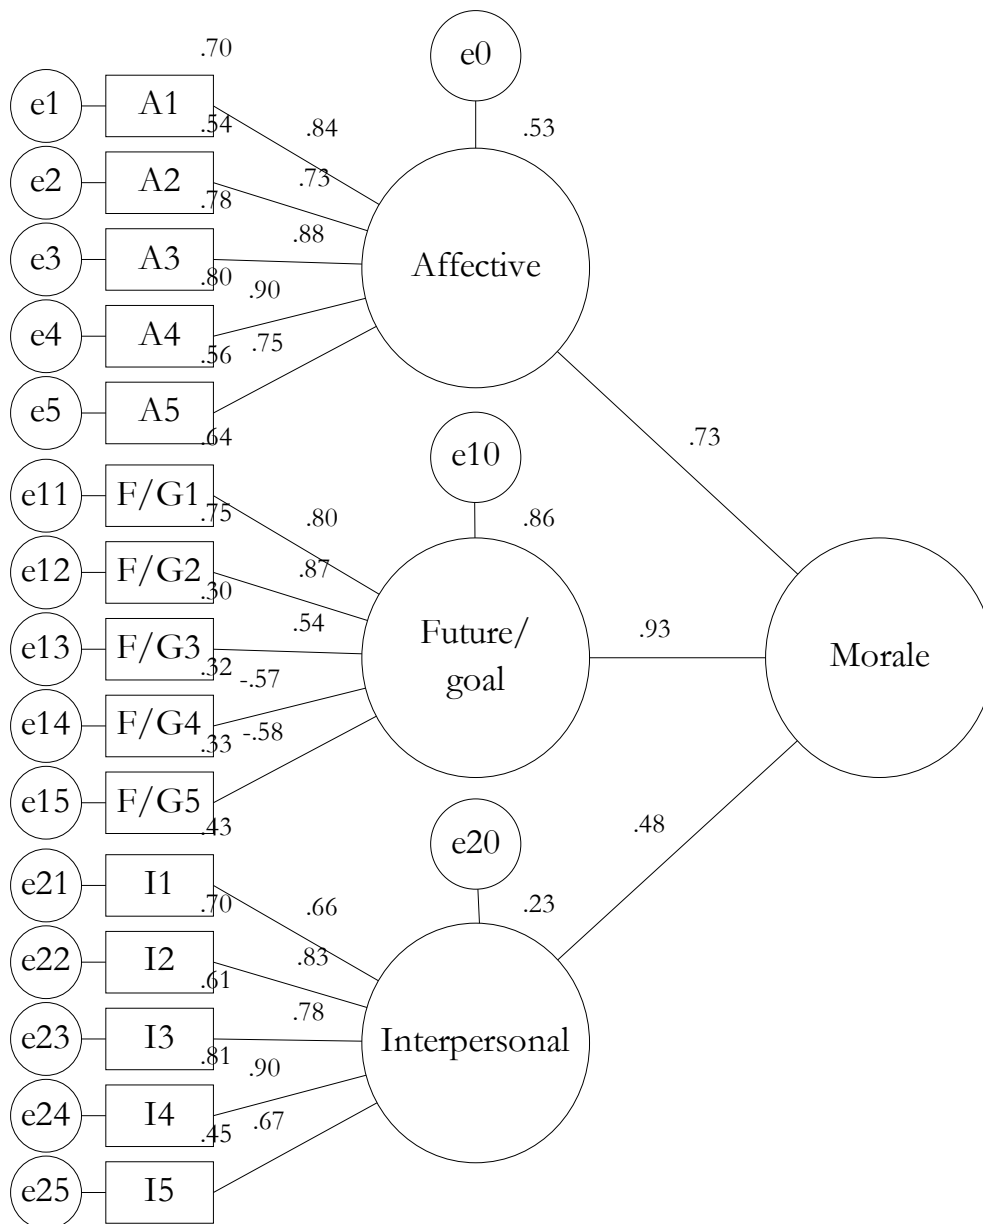 .70
e0
e1 A1
.54 .84 .53
e2 A2 .73
.78
e3 A3 .88
Affective
.80 .90
e4 A4
.56 .75
e5 A5
.64 .73
e10
e11 F/G1
.75 .80 .86
e12 F/G2 .87
.30
e13 F/G3 .54
Future/
goal
.93
Morale
.32 -.57
e14 F/G4
.33 -.58
e15 F/G5
.43 .48
e20
e21 I1
.70 .66 .23
e22 I2 .83
.61
e23 I3 .78
Interpersonal
.81 .90
e24 I4
.45 .67
e25 I5